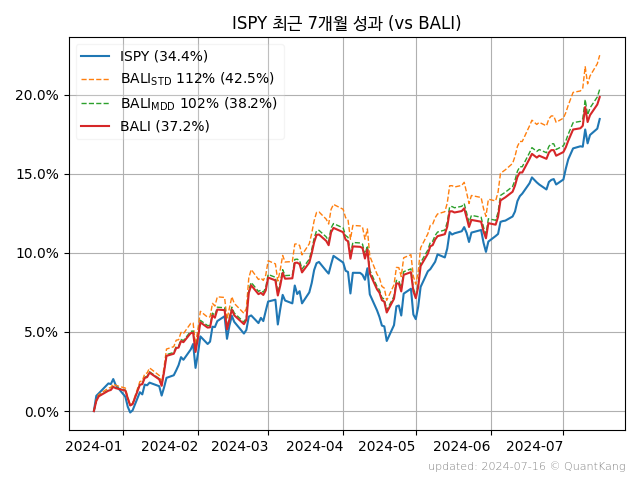 ISPY 최근 7개월 성과 (vs BALI)
ISPY (34.4%)
BALI_STD 112% (42.5%)
BALI_MDD 102% (38.2%)
BALI (37.2%)
20.0%
15.0%
10.0%
5.0%
0.0%
2024-01 2024-02 2024-03 2024-04 2024-05 2024-06 2024-07
updated: 2024-07-16 © QuantKang